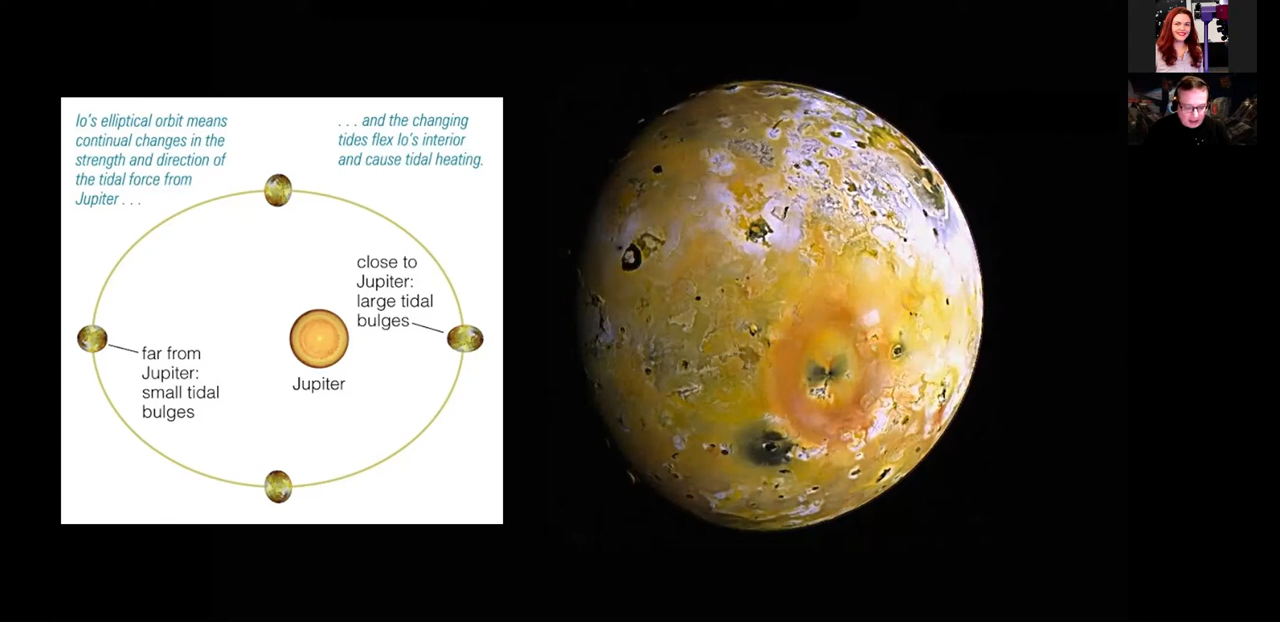 Io's elliptical orbit means
continual changes in the
strength and direction of
the tidal force from
Jupiter . . .
. . . and the changing
tides flex Io's interior
and cause tidal heating.
close to
Jupiter:
large tidal
bulges
far from
Jupiter:
small tidal
bulges
Jupiter